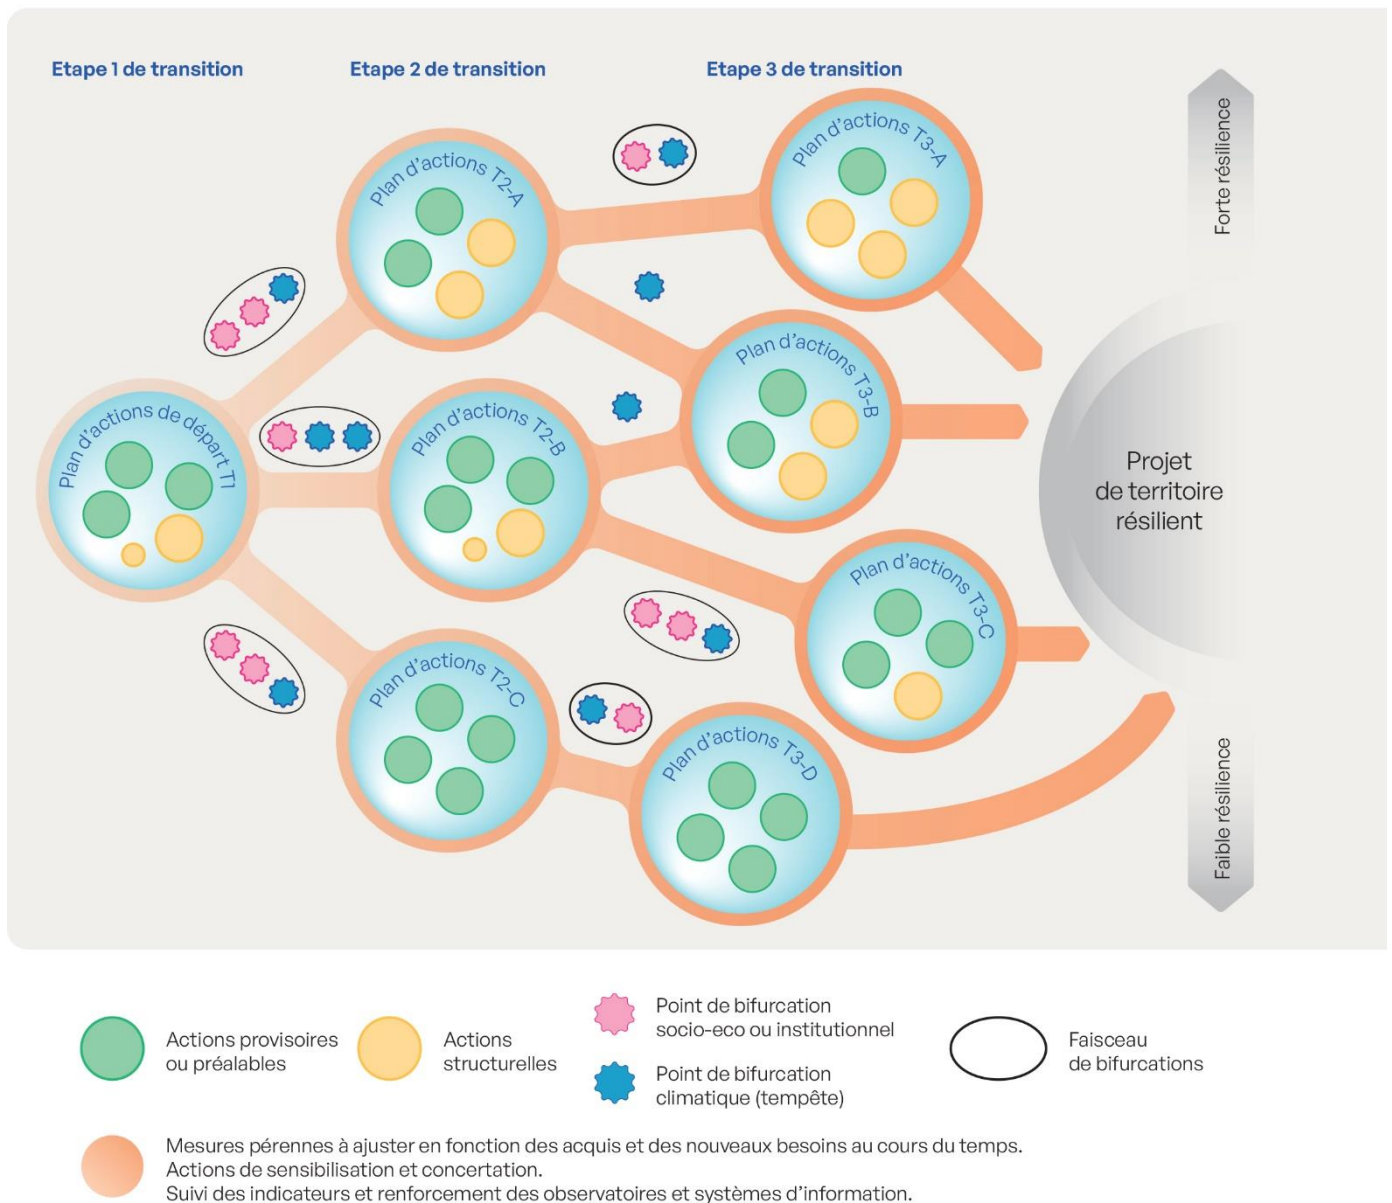 Etape 1 de transition
Etape 2 de transition
Etape 3 de transition
Plan d'actions de départ T1
Plan d'actions T2-A
Plan d'actions T2-B
Plan d'actions T2-C
Plan d'actions T3-A
Plan d'actions T3-B
Plan d'actions T3-C
Plan d'actions T3-D
Forte résilience
Projet
de territoire
résilient
Faible résilience
Actions provisoires
ou préalables
Actions
structurelles
Point de bifurcation
socio-eco ou institutionnel
Point de bifurcation
climatique (tempête)
Faisceau
de bifurcations
Mesures pérennes à ajuster en fonction des acquis et des nouveaux besoins au cours du temps.
Actions de sensibilisation et concertation.
Suivi des indicateurs et renforcement des observatoires et systèmes d'information.